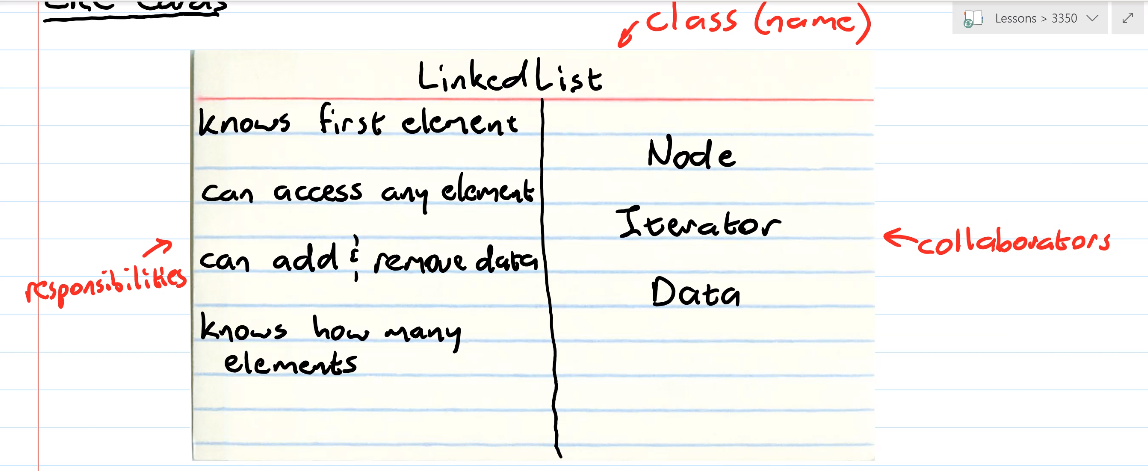 class (name)
Lessons > 3350
LinkedList
knows first element
Node
can access any element
Iterator
collaborators
can add & remove data
responsibilities
Data
knows how many
elements